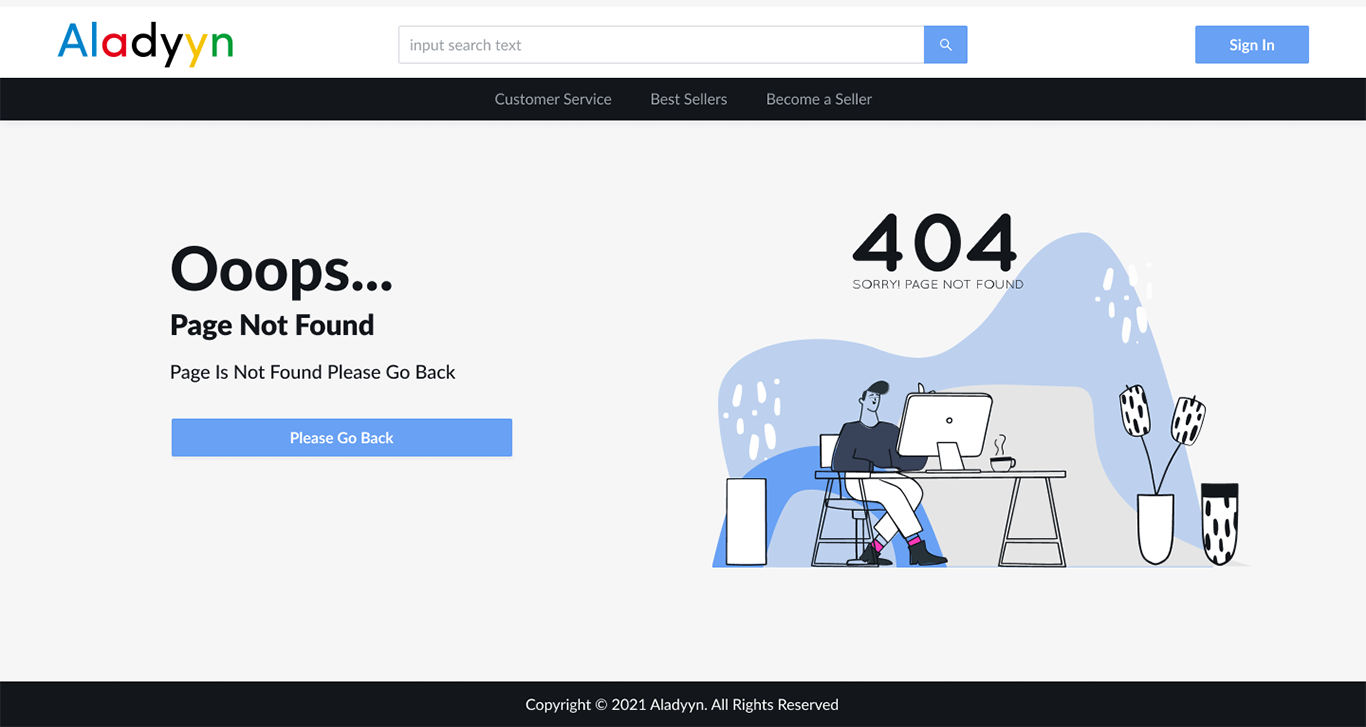 Aladyyn
input search text
Sign In
Customer Service Best Sellers Become a Seller
Ooops...
Page Not Found
Page Is Not Found Please Go Back
Please Go Back
404
SORRY! PAGE NOT FOUND
Copyright © 2021 Aladyyn. All Rights Reserved